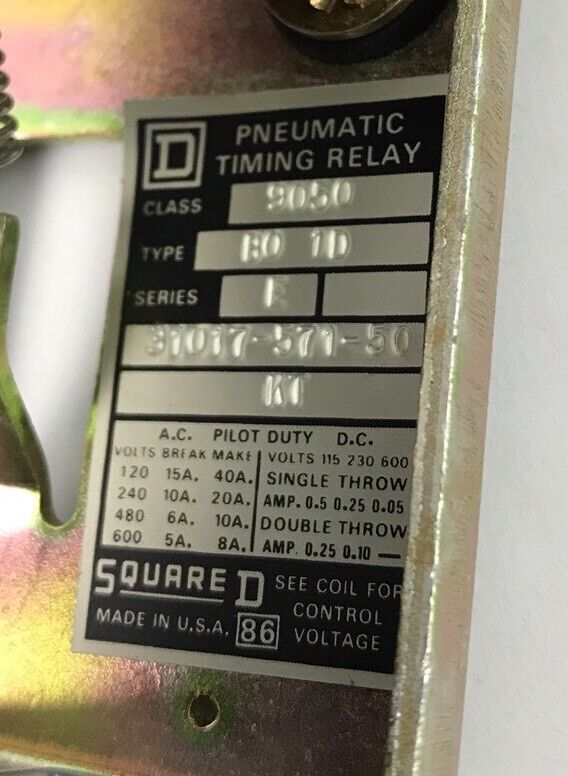 D PNEUMATIC
TIMING RELAY
CLASS 9050
TYPE BO 1D
SERIES E
31017-571-50
KT
A.C. PILOT DUTY D.C.
VOLTS BREAK MAKE VOLTS 115 230 600
120 15A. 40A. SINGLE THROW
240 10A. 20A. AMP. 0.5 0.25 0.05
480 6A. 10A. DOUBLE THROW
600 5A. 8A. AMP. 0.25 0.10 —
SQUARE D SEE COIL FOR
CONTROL
MADE IN U.S.A. 86 VOLTAGE